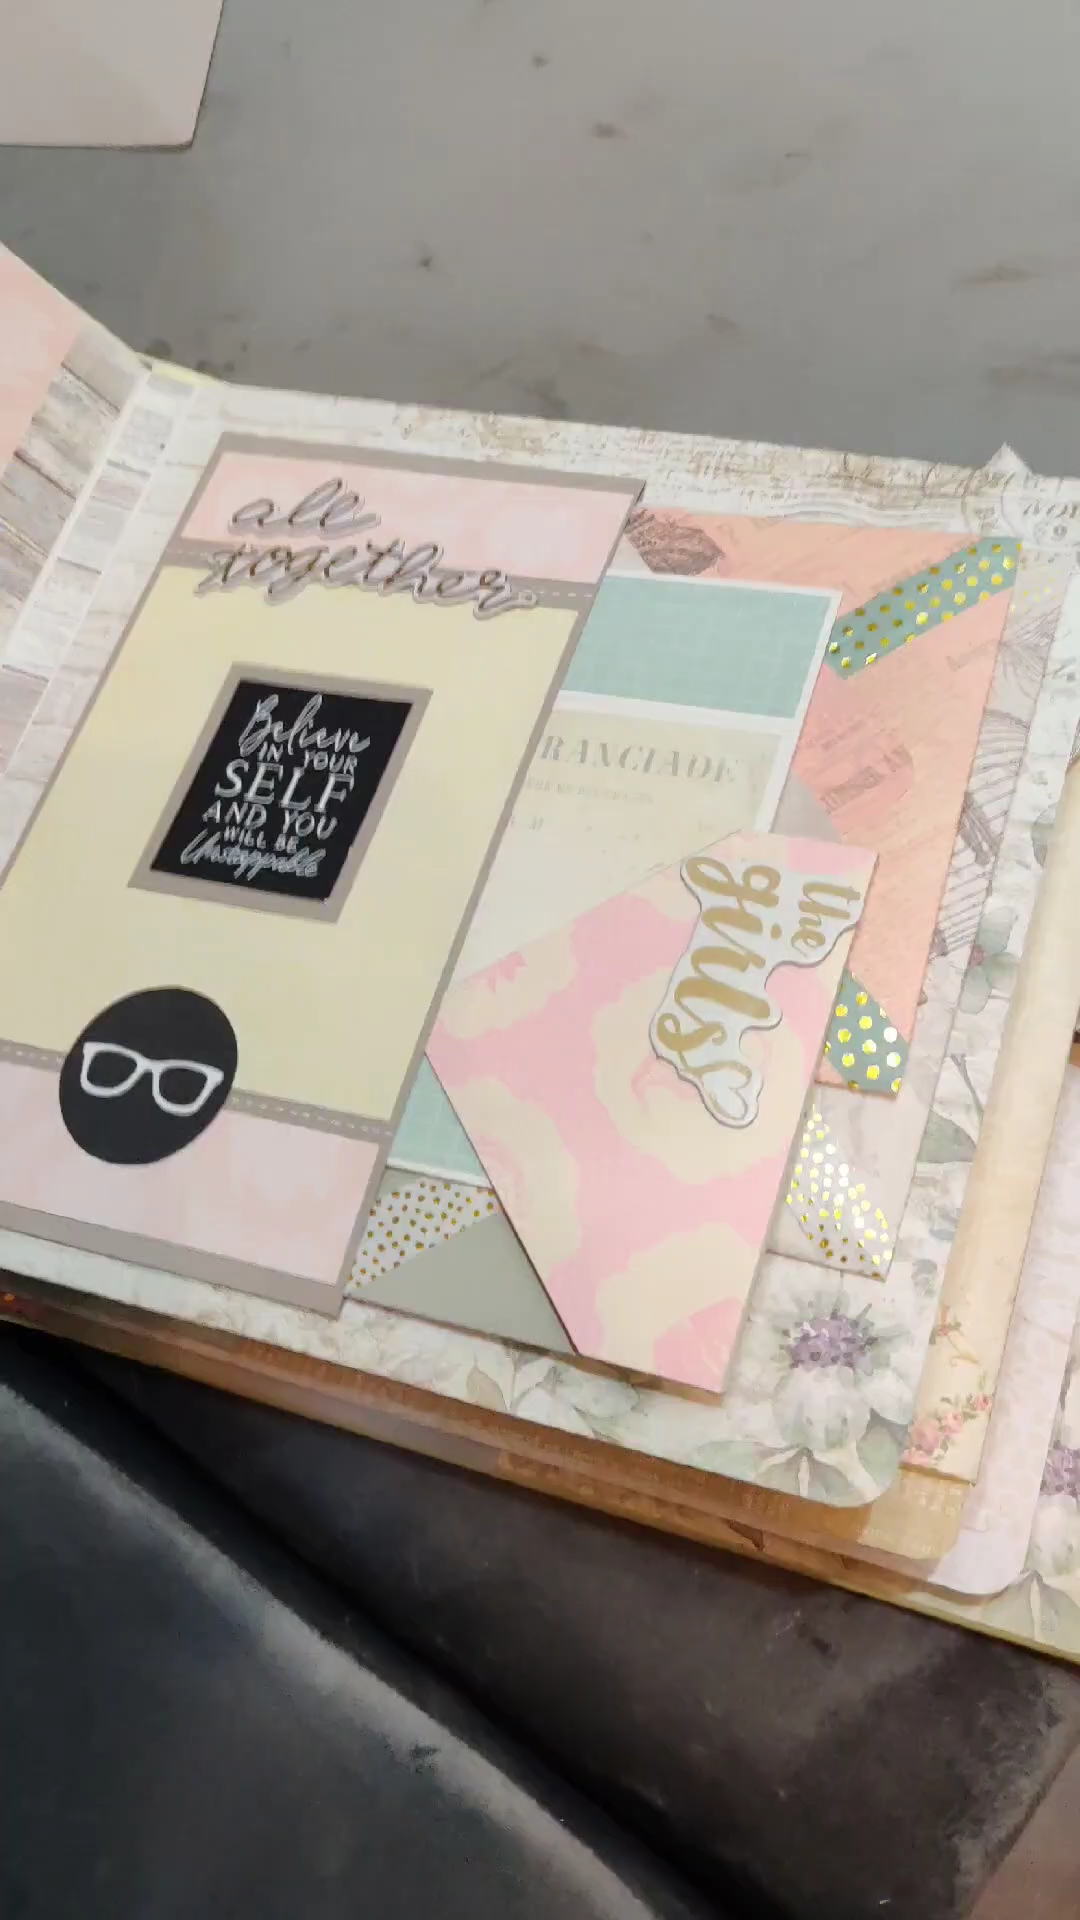 all
together
Believe
IN YOUR
SELF
AND YOU
WILL BE
Unstoppable
RANCIADE
the
girls